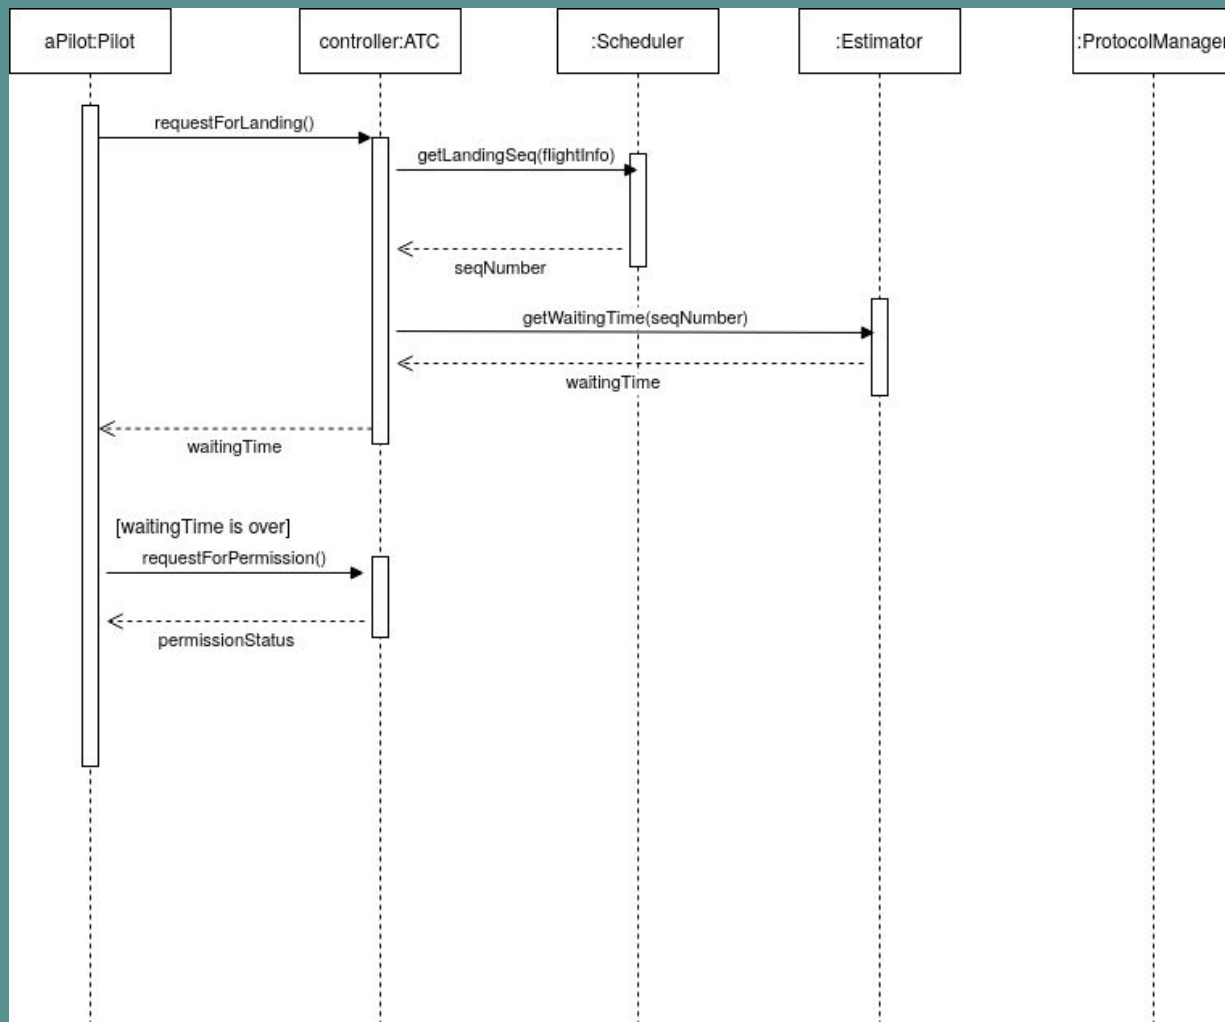 aPilot:Pilot
controller:ATC
:Scheduler
:Estimator
:ProtocolManager
requestForLanding()
getLandingSeq(flightInfo)
seqNumber
getWaitingTime(seqNumber)
waitingTime
waitingTime
[waitingTime is over]
requestForPermission()
permissionStatus